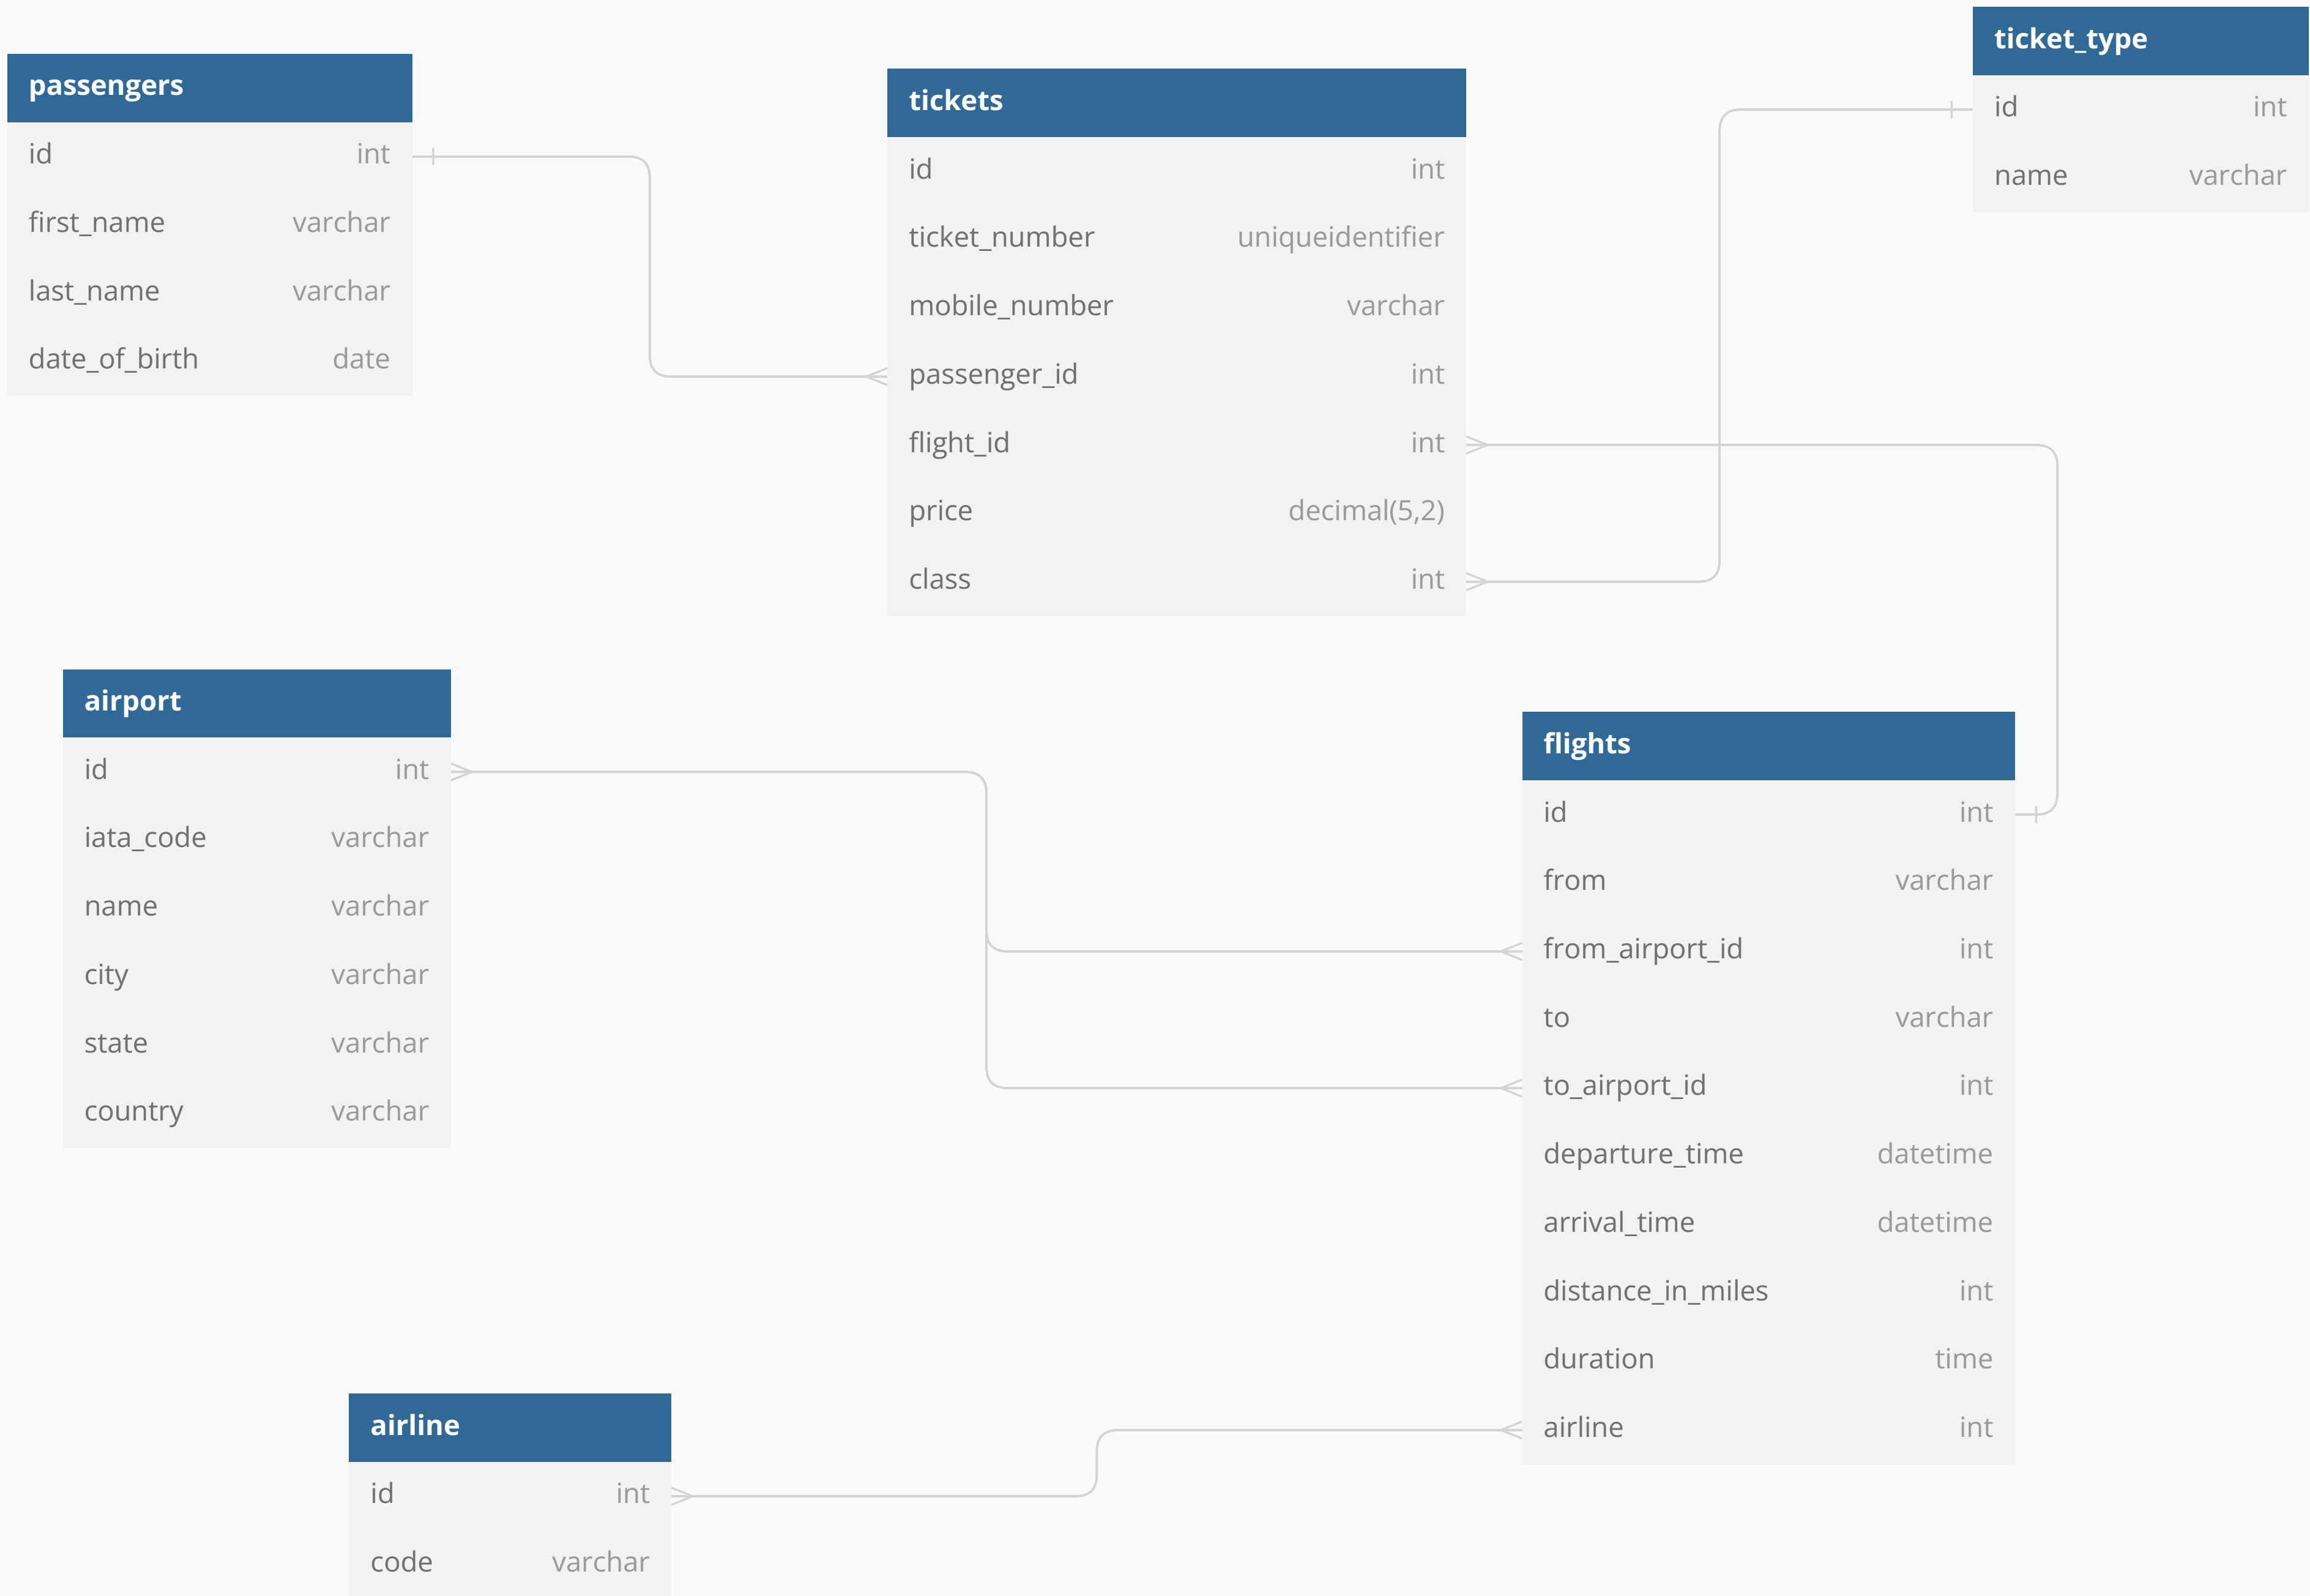 passengers
id int
first_name varchar
last_name varchar
date_of_birth date
tickets
id int
ticket_number uniqueidentifier
mobile_number varchar
passenger_id int
flight_id int
price decimal(5,2)
class int
ticket_type
id int
name varchar
airport
id int
iata_code varchar
name varchar
city varchar
state varchar
country varchar
flights
id int
from varchar
from_airport_id int
to varchar
to_airport_id int
departure_time datetime
arrival_time datetime
distance_in_miles int
duration time
airline int
airline
id int
code varchar